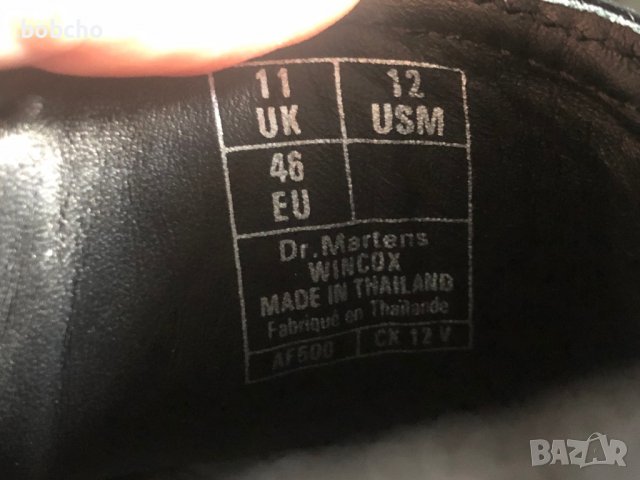 bobcho
11 UK
12 USM
46 EU
Dr. Martens
WINCOX
MADE IN THAILAND
Fabriqué en Thaïlande
AF500
CX 12 V
BAZAR